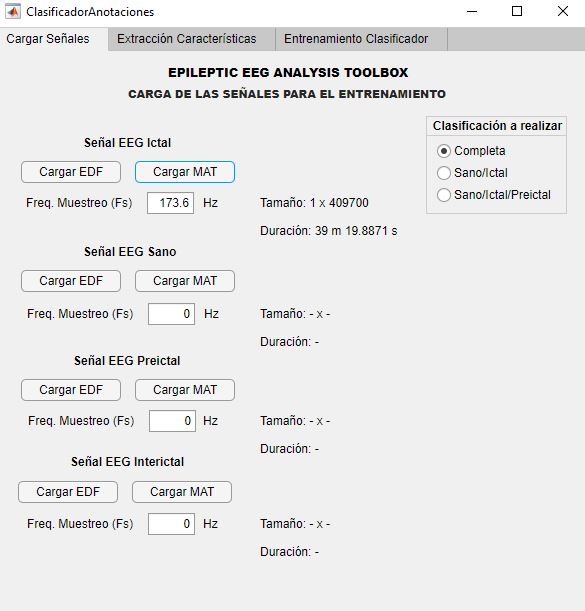 ClasificadorAnotaciones
Cargar Señales Extracción Características Entrenamiento Clasificador
EPILEPTIC EEG ANALYSIS TOOLBOX
CARGA DE LAS SEÑALES PARA EL ENTRENAMIENTO
Clasificación a realizar
Completa
Sano/Ictal
Sano/Ictal/Preictal
Señal EEG Ictal
Cargar EDF Cargar MAT
Freq. Muestreo (Fs) 173.6 Hz Tamaño: 1 x 409700
Duración: 39 m 19.8871 s
Señal EEG Sano
Cargar EDF Cargar MAT
Freq. Muestreo (Fs) 0 Hz Tamaño: - x -
Duración: -
Señal EEG Preictal
Cargar EDF Cargar MAT
Freq. Muestreo (Fs) 0 Hz Tamaño: - x -
Duración: -
Señal EEG Interictal
Cargar EDF Cargar MAT
Freq. Muestreo (Fs) 0 Hz Tamaño: - x -
Duración: -